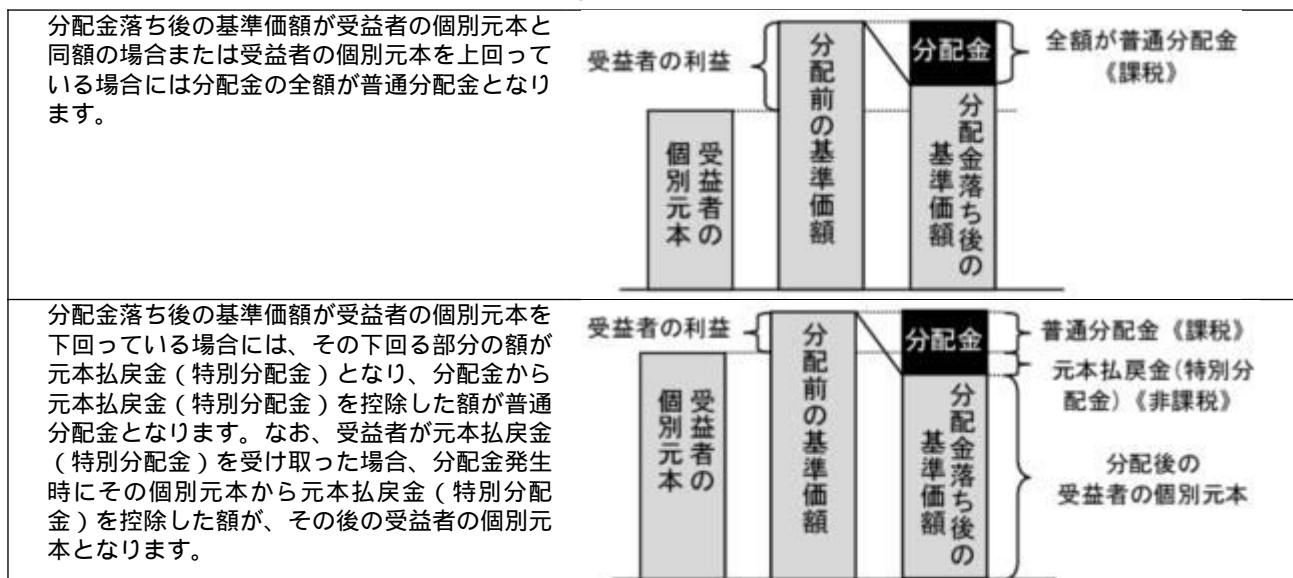 分配金落ち後の基準価額が受益者の個別元本と
同額の場合または受益者の個別元本を上回って
いる場合には分配金の全額が普通分配金となり
ます。
受益者の利益
受益者の
個別元本
分配前の基準価額
分配金
分配金落ち後の
基準価額
全額が普通分配金
《課税》
分配金落ち後の基準価額が受益者の個別元本を
下回っている場合には、その下回る部分の額が
元本払戻金（特別分配金）となり、分配金から
元本払戻金（特別分配金）を控除した額が普通
分配金となります。なお、受益者が元本払戻金
（特別分配金）を受け取った場合、分配金発生
時にその個別元本から元本払戻金（特別分配
金）を控除した額が、その後の受益者の個別元
本となります。
受益者の利益
受益者の
個別元本
分配前の基準価額
分配金
分配金落ち後の
基準価額
普通分配金《課税》
元本払戻金(特別分
配金)《非課税》
分配後の
受益者の個別元本